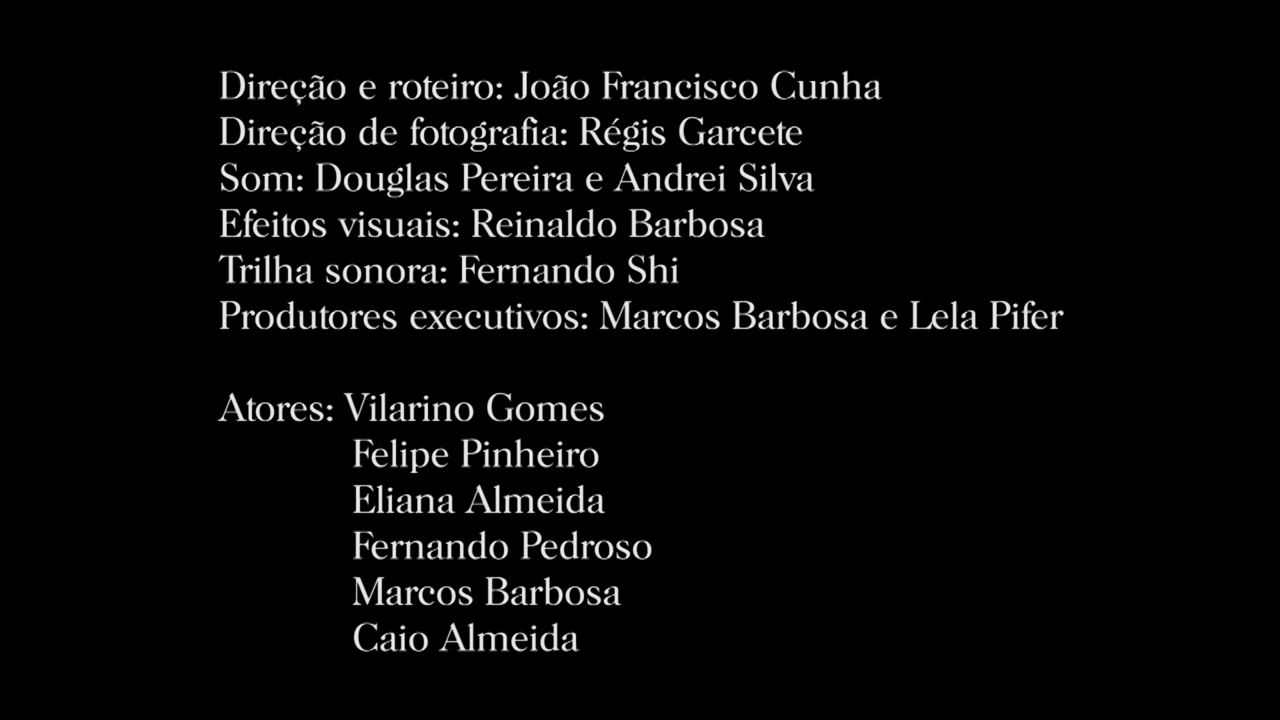 Direção e roteiro: João Francisco Cunha
Direção de fotografia: Régis Garcete
Som: Douglas Pereira e Andrei Silva
Efeitos visuais: Reinaldo Barbosa
Trilha sonora: Fernando Shi
Produtores executivos: Marcos Barbosa e Lela Pifer
Atores: Vilarino Gomes
Felipe Pinheiro
Eliana Almeida
Fernando Pedroso
Marcos Barbosa
Caio Almeida